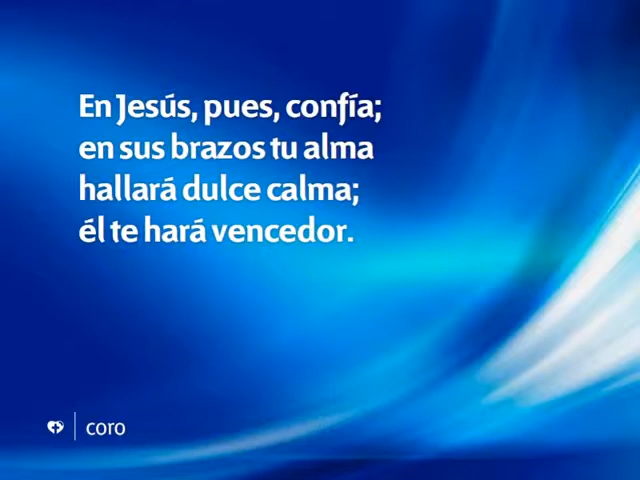 En Jesús, pues, confía;
en sus brazos tu alma
hallará dulce calma;
él te hará vencedor.
coro